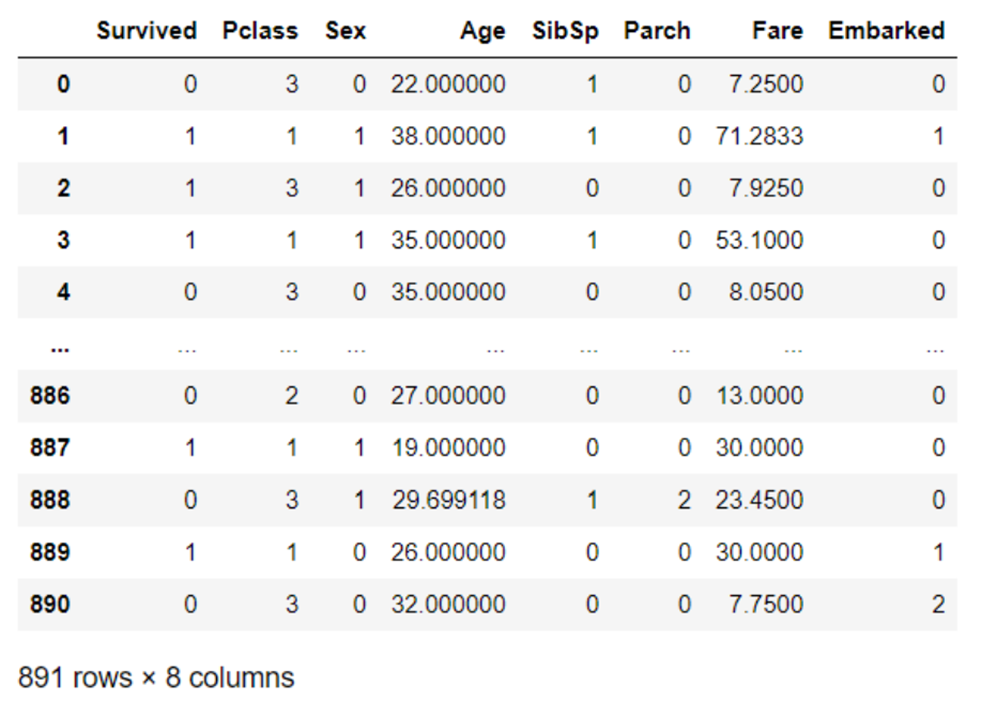 Survived Pclass Sex Age SibSp Parch Fare Embarked
0 0 3 0 22.000000 1 0 7.2500 0
1 1 1 1 38.000000 1 0 71.2833 1
2 1 3 1 26.000000 0 0 7.9250 0
3 1 1 1 35.000000 1 0 53.1000 0
4 0 3 0 35.000000 0 0 8.0500 0
... ... ... ... ... ... ... ... ...
886 0 2 0 27.000000 0 0 13.0000 0
887 1 1 1 19.000000 0 0 30.0000 0
888 0 3 1 29.699118 1 2 23.4500 0
889 1 1 0 26.000000 0 0 30.0000 1
890 0 3 0 32.000000 0 0 7.7500 2
891 rows × 8 columns